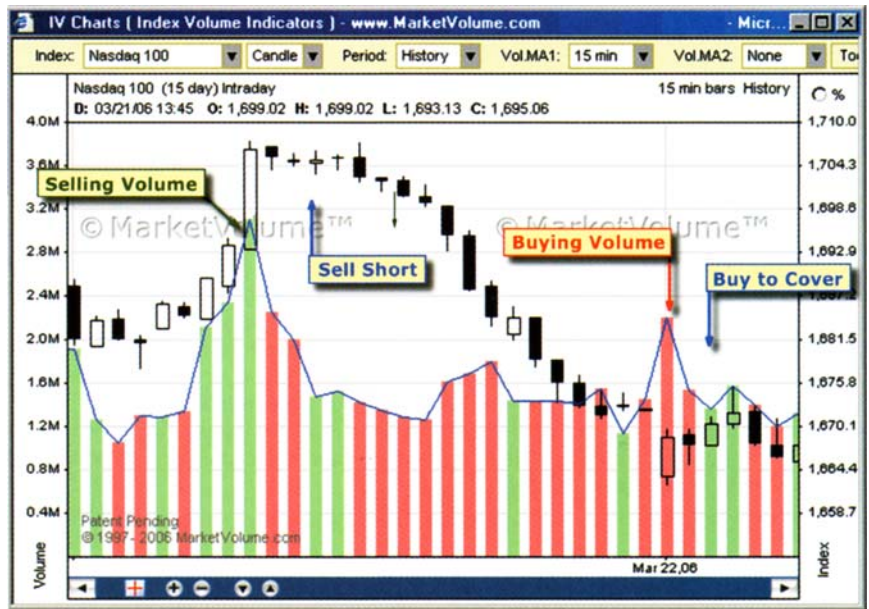 IV Charts ( Index Volume Indicators ) - www.MarketVolume.com - Micr...
Index: Nasdaq 100 Candle Period: History Vol.MA1: 15 min Vol.MA2: None Too
Nasdaq 100 (15 day) Intraday 15 min bars History %
D: 03/21/06 13:45 O: 1,699.02 H: 1,699.02 L: 1,693.13 C: 1,695.06
4.0M 1,710.0
3.6M 1,704.3
Selling Volume
3.2M 1,698.6
© MarketVolume™ © MarketVolume™
Buying Volume
2.8M 1,692.9
Sell Short
Buy to Cover
2.4M
2.0M 1,681.5
1.6M 1,675.8
1.2M 1,670.1
0.8M 1,664.4
0.4M 1,658.7
Patent Pending
© 1997- 2006 MarketVolume.com
Mar 22,06
Volume
Index